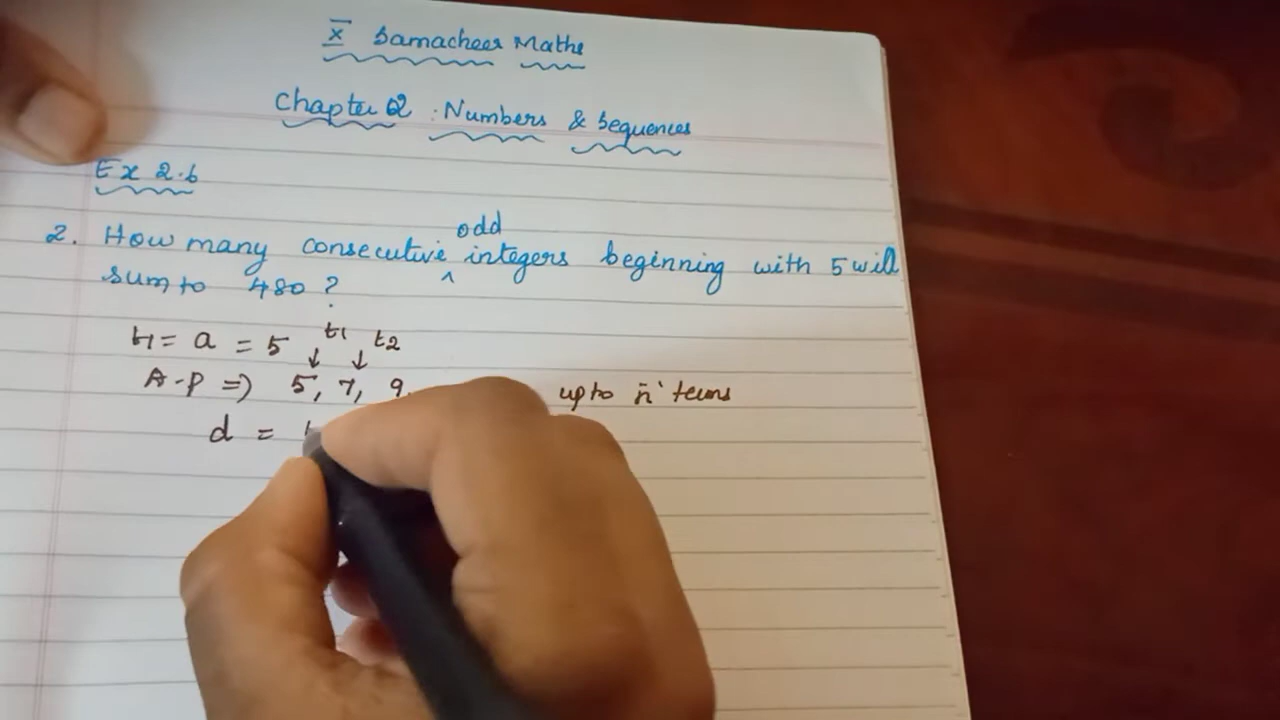 X Samacheer Maths
Chapter 2 : Numbers & Sequences
Ex 2.6
odd
2. How many consecutive ^ integers beginning with 5 will
sum to 480 ?
t1 = a = 5 t1 t2
A-P => 5, 7, 9, upto 'n' terms
d =